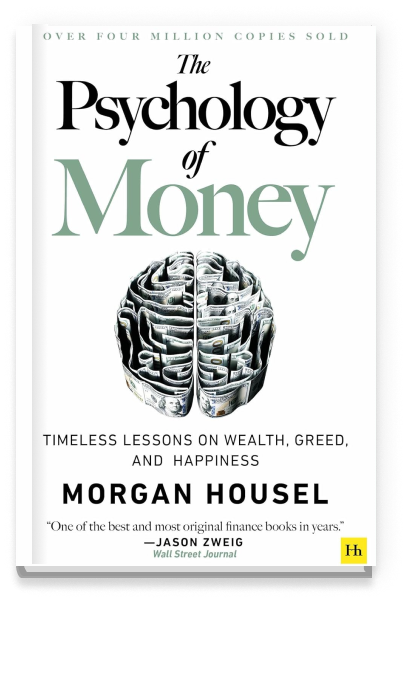 OVER FOUR MILLION COPIES SOLD
The
Psychology
of
Money
TIMELESS LESSONS ON WEALTH, GREED,
AND HAPPINESS
MORGAN HOUSEL
“One of the best and most original finance books in years.”
—JASON ZWEIG
Wall Street Journal
Hh